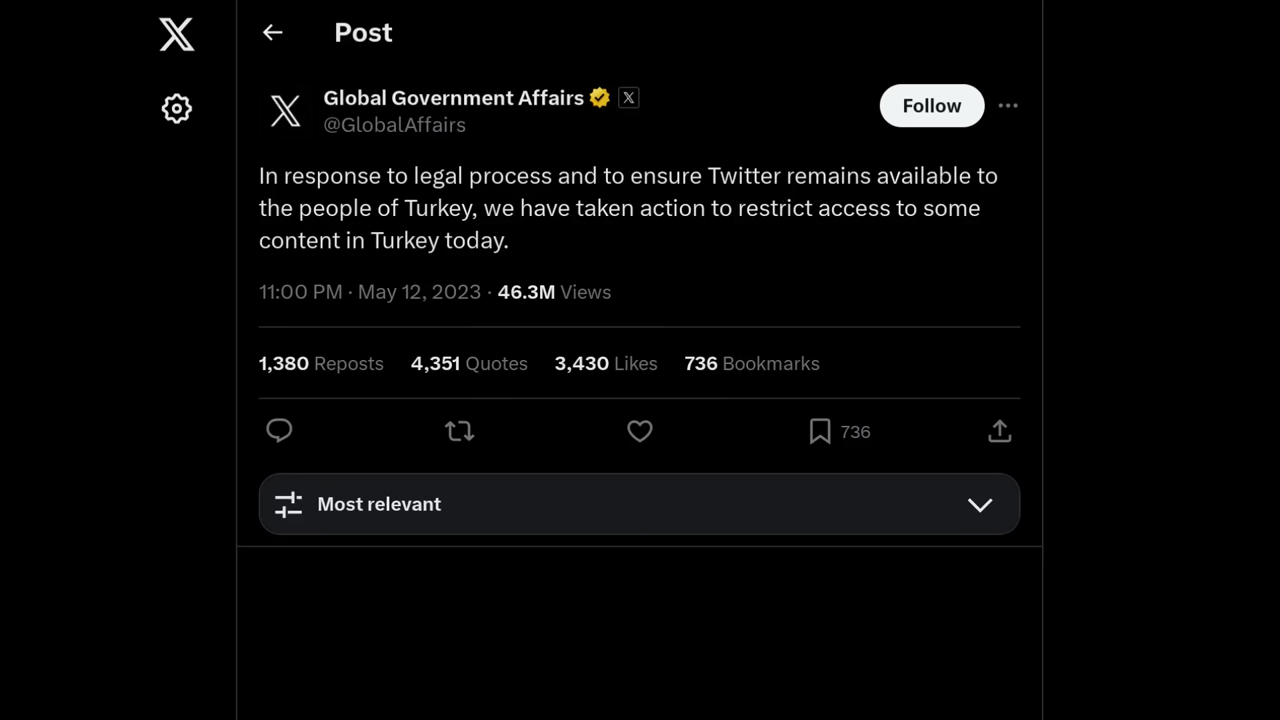 Post
Global Government Affairs
@GlobalAffairs
Follow
In response to legal process and to ensure Twitter remains available to
the people of Turkey, we have taken action to restrict access to some
content in Turkey today.
11:00 PM · May 12, 2023 · 46.3M Views
1,380 Reposts 4,351 Quotes 3,430 Likes 736 Bookmarks
736
Most relevant